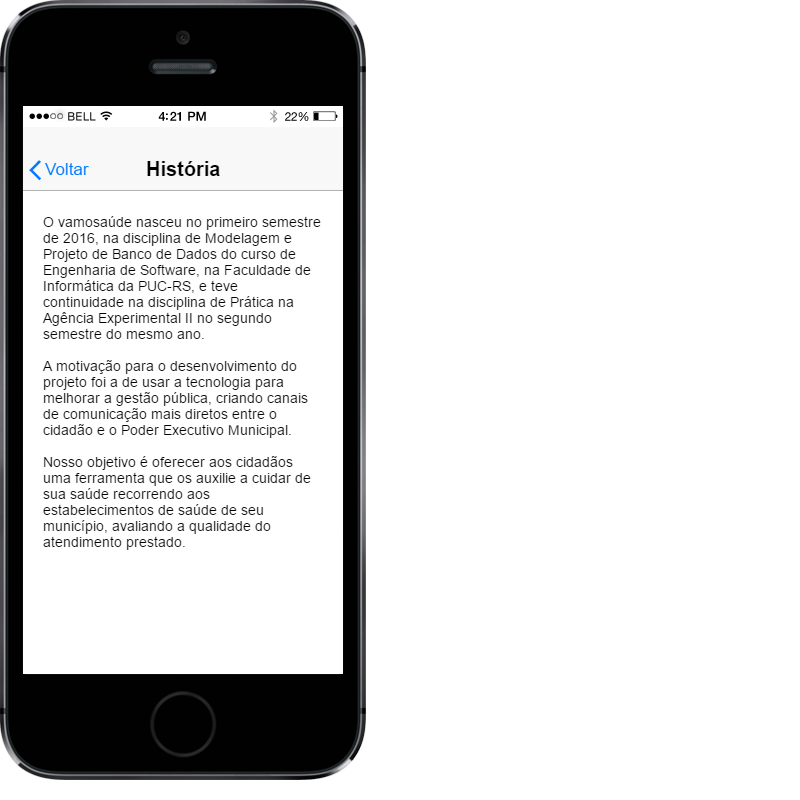 BELL 4:21 PM 22%
Voltar História
O vamosaúde nasceu no primeiro semestre
de 2016, na disciplina de Modelagem e
Projeto de Banco de Dados do curso de
Engenharia de Software, na Faculdade de
Informática da PUC-RS, e teve
continuidade na disciplina de Prática na
Agência Experimental II no segundo
semestre do mesmo ano.
A motivação para o desenvolvimento do
projeto foi a de usar a tecnologia para
melhorar a gestão pública, criando canais
de comunicação mais diretos entre o
cidadão e o Poder Executivo Municipal.
Nosso objetivo é oferecer aos cidadãos
uma ferramenta que os auxilie a cuidar de
sua saúde recorrendo aos
estabelecimentos de saúde de seu
município, avaliando a qualidade do
atendimento prestado.